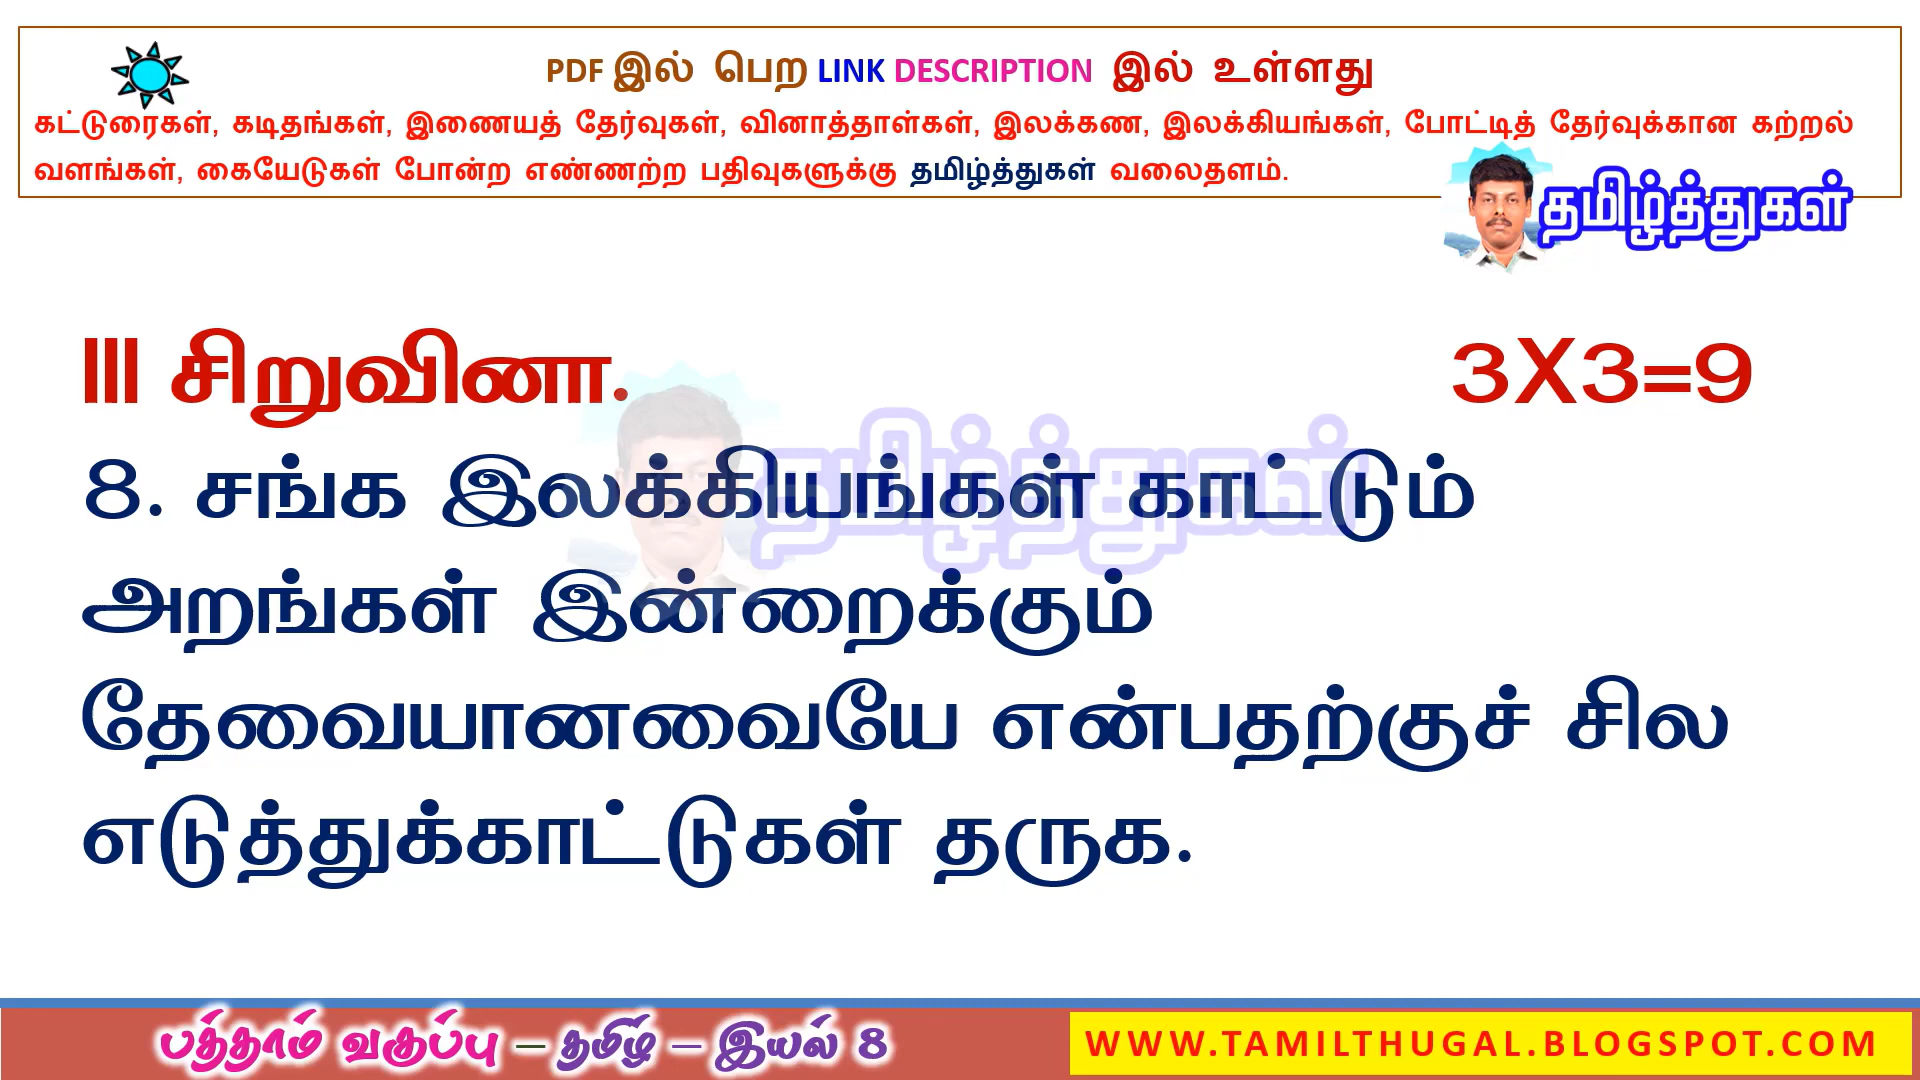 PDF இல் பெற LINK DESCRIPTION இல் உள்ளது
கட்டுரைகள், கடிதங்கள், இணையத் தேர்வுகள், வினாத்தாள்கள், இலக்கண, இலக்கியங்கள், போட்டித் தேர்வுக்கான கற்றல்
வளங்கள், கையேடுகள் போன்ற எண்ணற்ற பதிவுகளுக்கு தமிழ்த்துகள் வலைதளம்.
தமிழ்த்துகள்
III சிறுவினா. 3X3=9
தமிழ்த்துகள்
8. சங்க இலக்கியங்கள் காட்டும்
அறங்கள் இன்றைக்கும்
தேவையானவையே என்பதற்குச் சில
எடுத்துக்காட்டுகள் தருக.
பத்தாம் வகுப்பு – தமிழ் – இயல் 8
WWW.TAMILTHUGAL.BLOGSPOT.COM